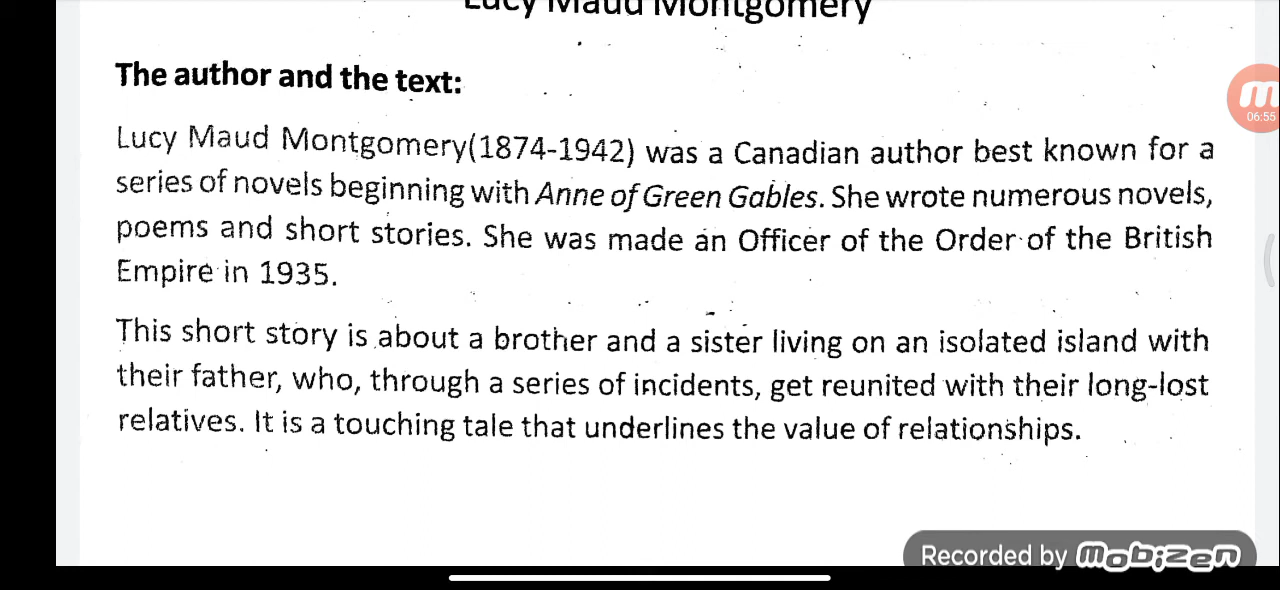 Lucy Maud Montgomery
The author and the text:
Lucy Maud Montgomery(1874-1942) was a Canadian author best known for a
series of novels beginning with Anne of Green Gables. She wrote numerous novels,
poems and short stories. She was made an Officer of the Order of the British
Empire in 1935.
This short story is about a brother and a sister living on an isolated island with
their father, who, through a series of incidents, get reunited with their long-lost
relatives. It is a touching tale that underlines the value of relationships.
m
06:55
Recorded by mobizen